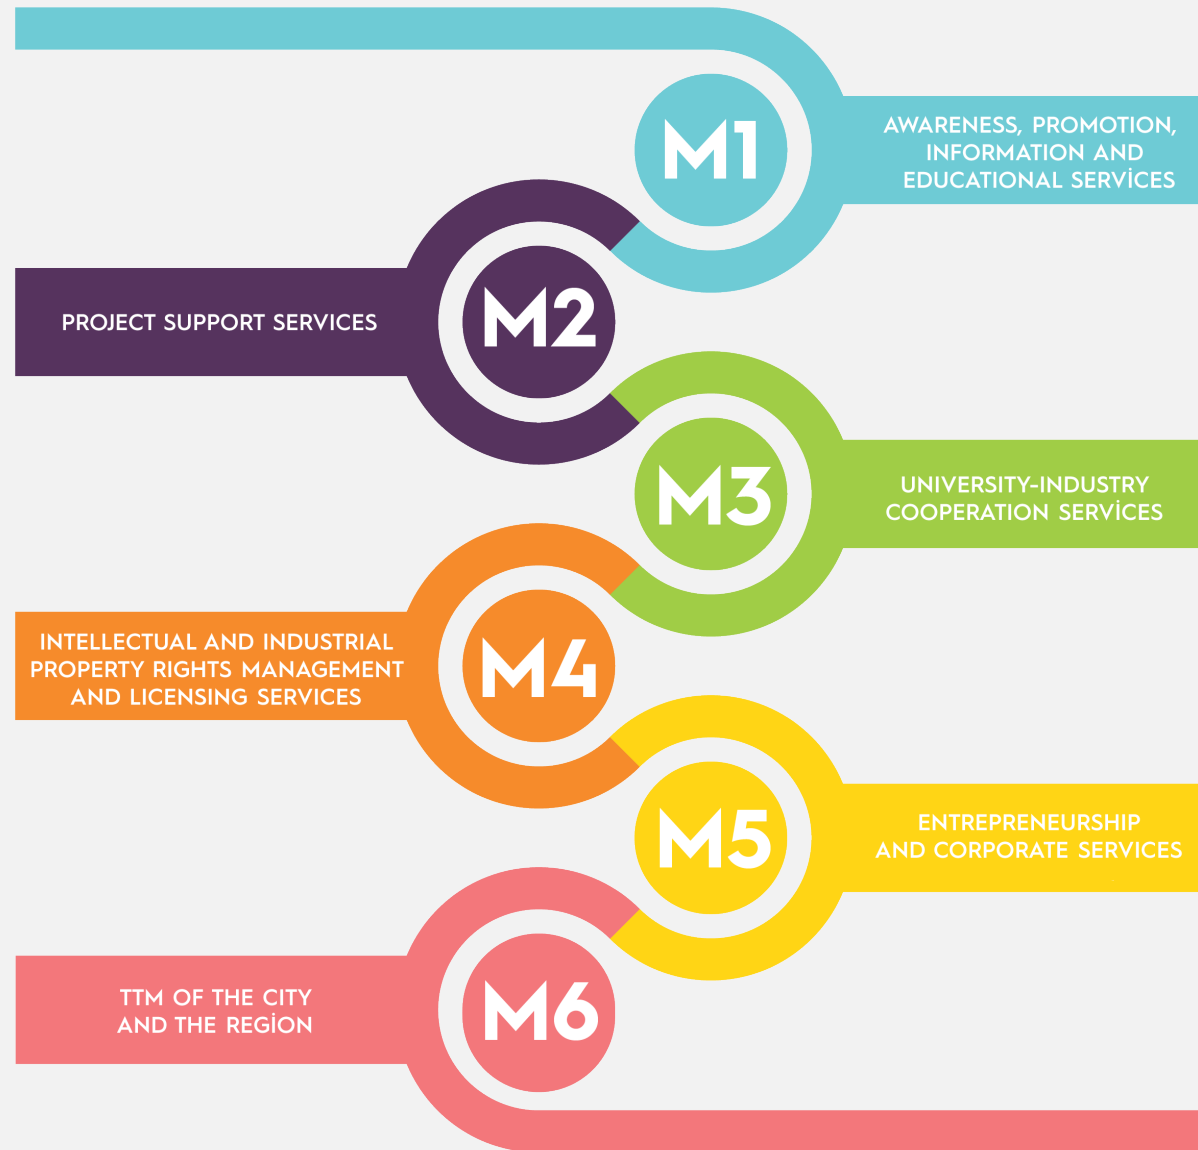 M1
AWARENESS, PROMOTION,
INFORMATION AND
EDUCATIONAL SERVİCES
M2
PROJECT SUPPORT SERVICES
M3
UNIVERSITY-INDUSTRY
COOPERATION SERVİCES
M4
INTELLECTUAL AND INDUSTRIAL
PROPERTY RIGHTS MANAGEMENT
AND LICENSING SERVICES
M5
ENTREPRENEURSHIP
AND CORPORATE SERVICES
M6
TTM OF THE CITY
AND THE REGİON